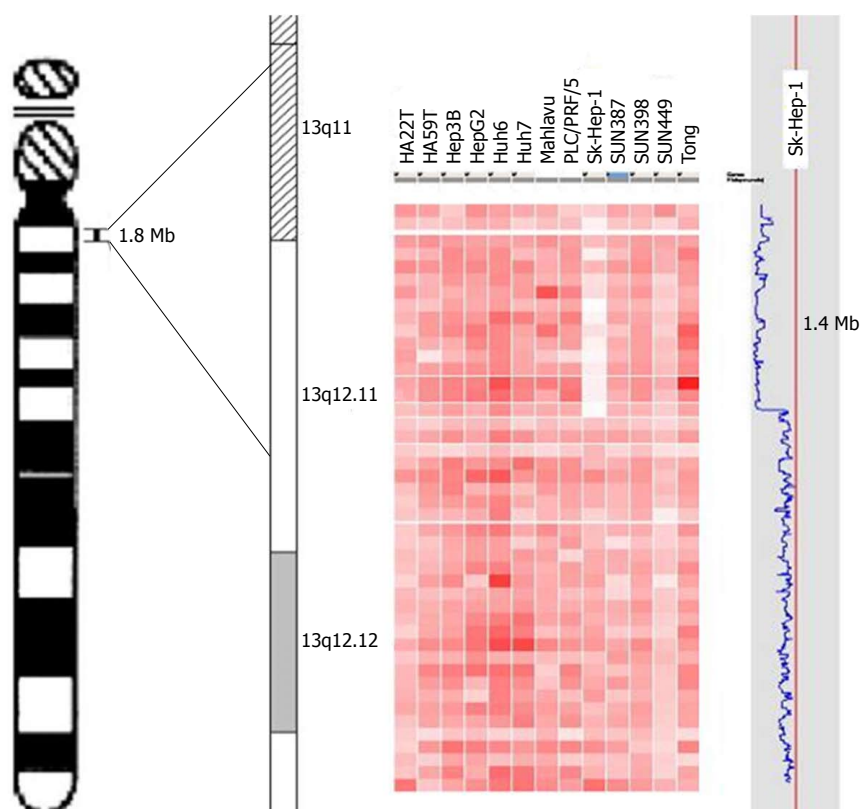 HA22T
HA59T
Hep3B
HepG2
Huh6
Huh7
Mahlavu
PLC/PRF/5
Sk-Hep-1
SUN387
SUN398
SUN449
Tong
Sk-Hep-1
13q11
1.8 Mb
1.4 Mb
13q12.11
13q12.12